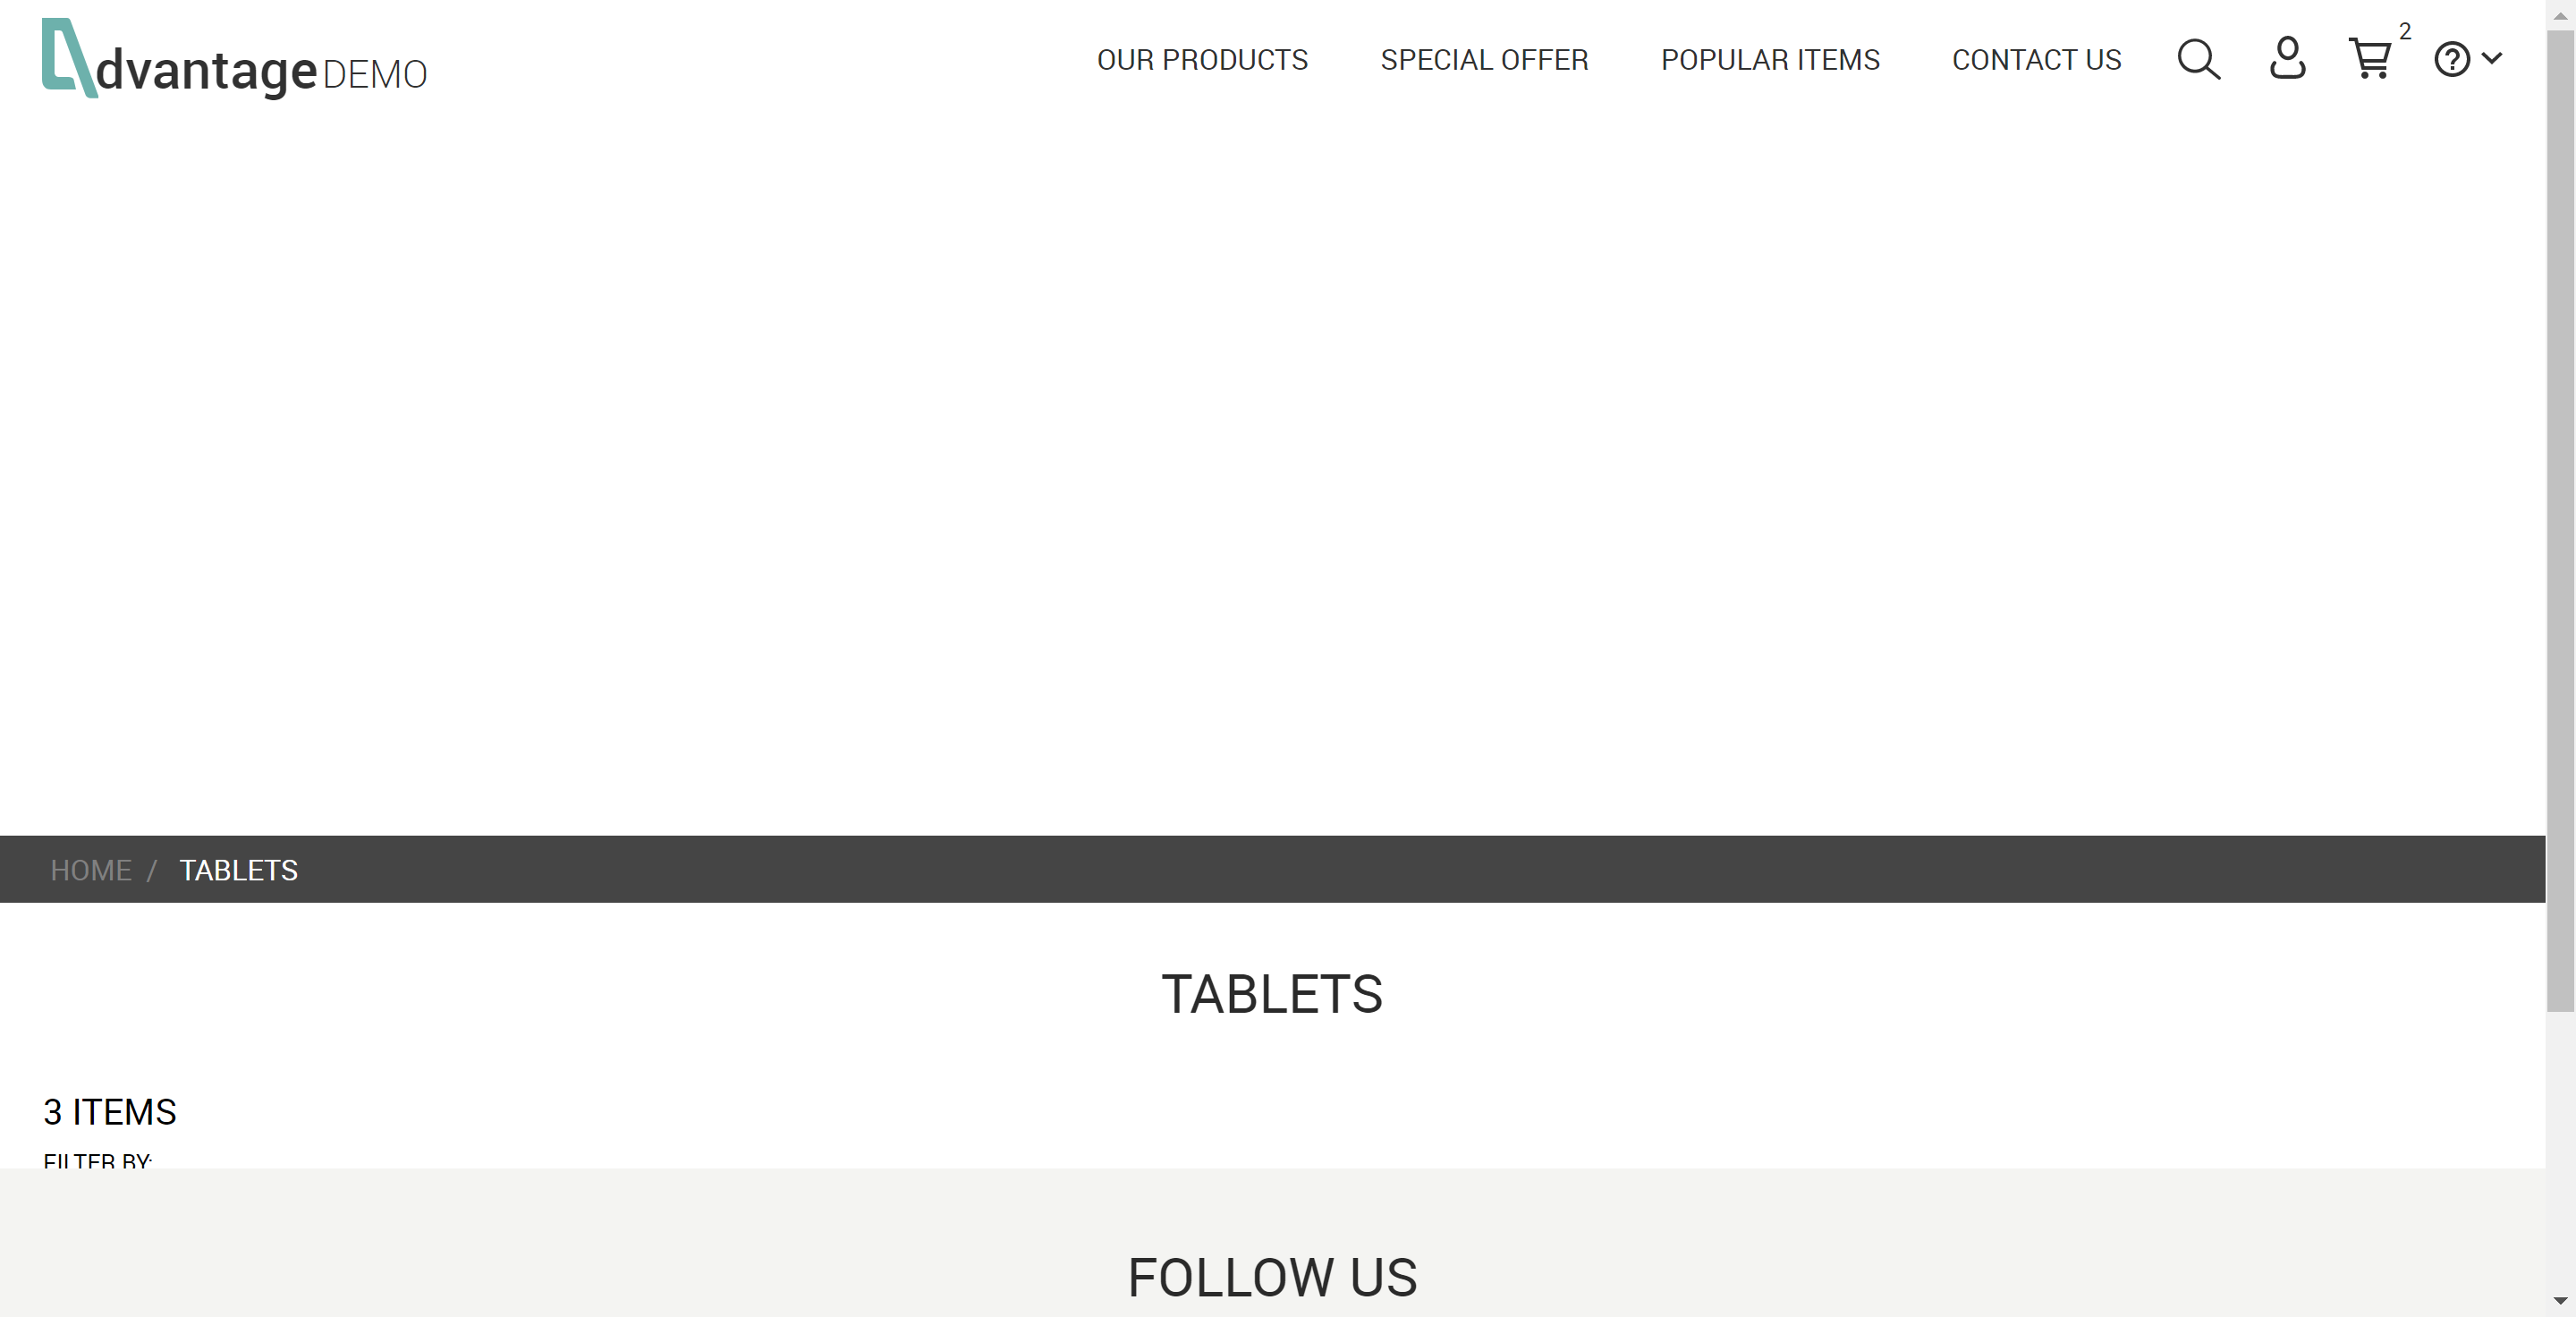 dvantage DEMO
OUR PRODUCTS SPECIAL OFFER POPULAR ITEMS CONTACT US 2
HOME / TABLETS
TABLETS
3 ITEMS
FILTER BY:
FOLLOW US